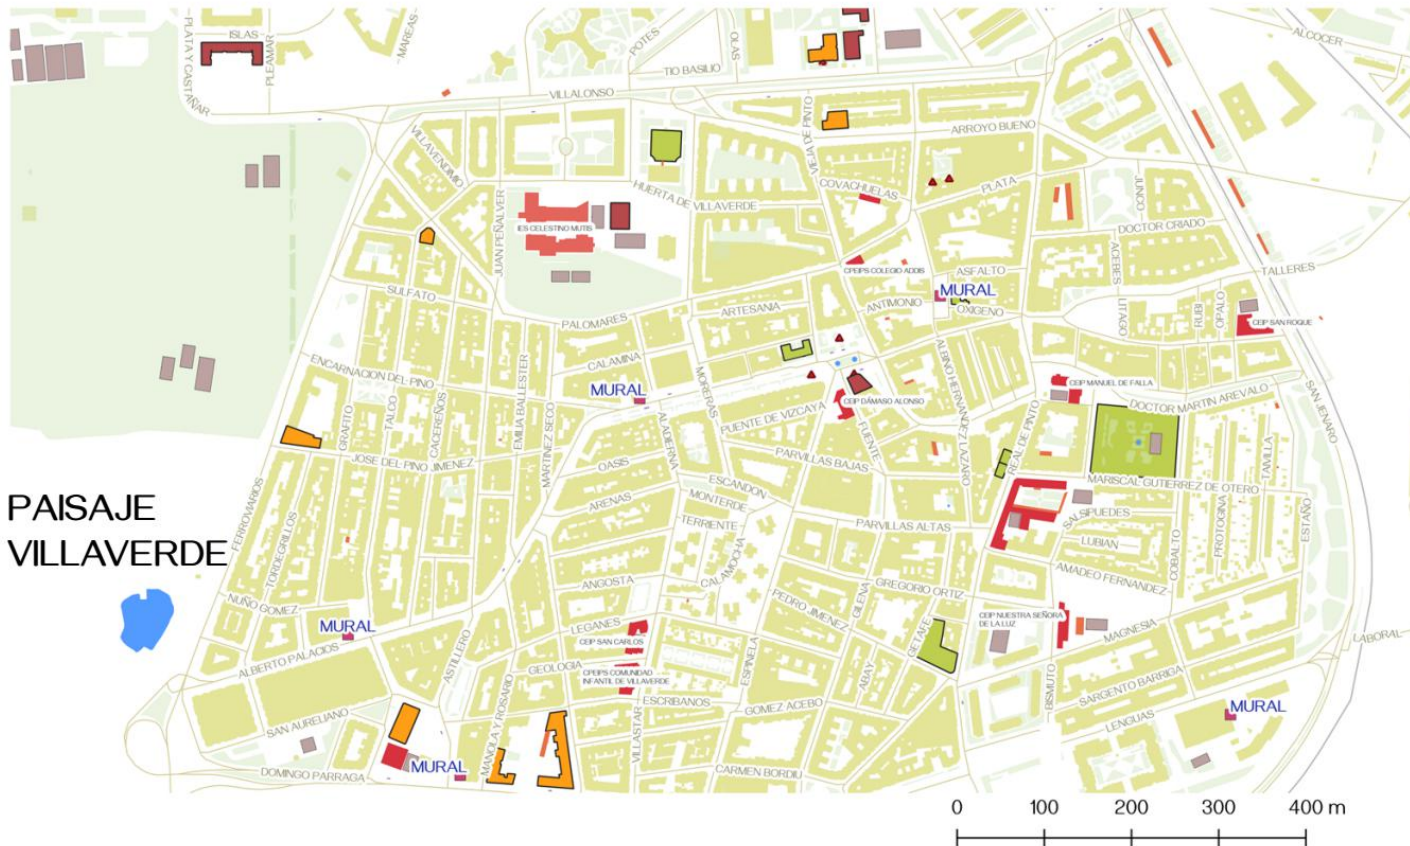 PLATA Y CASTAÑAR
ISLAS
PLEAMAR
MAREAS
POTES
OLAS
TIO BASILIO
VILLALONSO
ALCOCER
VILLAVENDIMIO
VIEJA DE PINTO
ARROYO BUENO
JUAN PEÑALVER
HUERTA DE VILLAVERDE
COVACHUELAS
PLATA
JUNCO
DOCTOR CRIADO
IES CELESTINO MUTIS
ACEBES
TALLERES
CPEIPS COLEGIO ADDIS
ASFALTO
MURAL
SULFATO
ARTESANIA
ANTIMONIO
OXIGENO
LITAGO
RUBI
OPALO
CEIP SAN ROQUE
PALOMARES
CALAMINA
ENCARNACION DEL PINO
MURAL
MORERAS
ALBINO HERNANDEZ LAZARO
CEIP MANUEL DE FALLA
DOCTOR MARTIN AREVALO
SAN JENARO
GRAFITO
TALCO
CACEREÑOS
EMILIA BALLESTER
MARTINEZ SECO
ALADIERNA
PUENTE DE VIZCAYA
CEIP DÁMASO ALONSO
FUENTE
REAL DE PINTO
JOSE DEL PINO JIMENEZ
OASIS
PARVILLAS BAJAS
MARISCAL GUTIERREZ DE OTERO
ESCANDON
PAISAJE
VILLAVERDE
FERROVIARIOS
TORDEGRILLOS
ARENAS
MONTERDE
TERRIENTE
PARVILLAS ALTAS
SALSIPUEDES
LUBIAN
COBALTO
PROTOGINA
TAMILLA
ESTAÑO
CALAMOCHA
ANGOSTA
AMADEO FERNANDEZ
NUÑO GOMEZ
PEDRO JIMENEZ
GILENA
GREGORIO ORTIZ
MURAL
LEGANES
CEIP SAN CARLOS
GETAFE
CEIP NUESTRA SEÑORA
DE LA LUZ
MAGNESIA
LABORAL
ALBERTO PALACIOS
ASTILLERO
GEOLOGIA
CPEIPS COMUNIDAD
INFANTIL DE VILLAVERDE
ESPINELA
ABAY
BISMUTO
SARGENTO BARRIGA
SAN AURELIANO
MANOLA Y ROSARIO
ESCRIBANOS
GOMEZ ACEBO
LENGUAS
MURAL
VILLASTAR
DOMINGO PARRAGA
MURAL
CARMEN BORDIU
0 100 200 300 400 m